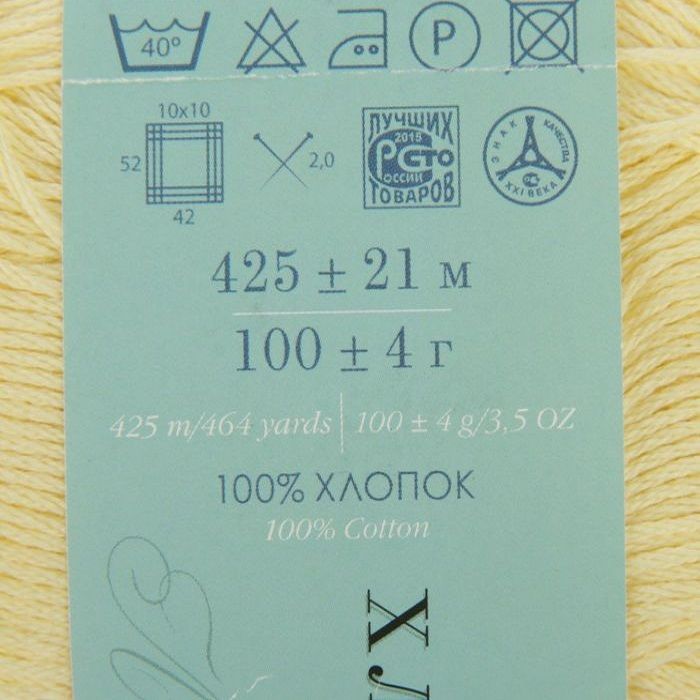 40°
P
10x10
52
42
2,0
ЛУЧШИХ
2015
РСТО
РОССИИ
ТОВАРОВ
ЗНАК КАЧЕСТВА
XXI ВЕКА
425 ± 21 м
100 ± 4 г
425 m/464 yards | 100 ± 4 g/3,5 OZ
100% ХЛОПОК
100% Cotton
Х